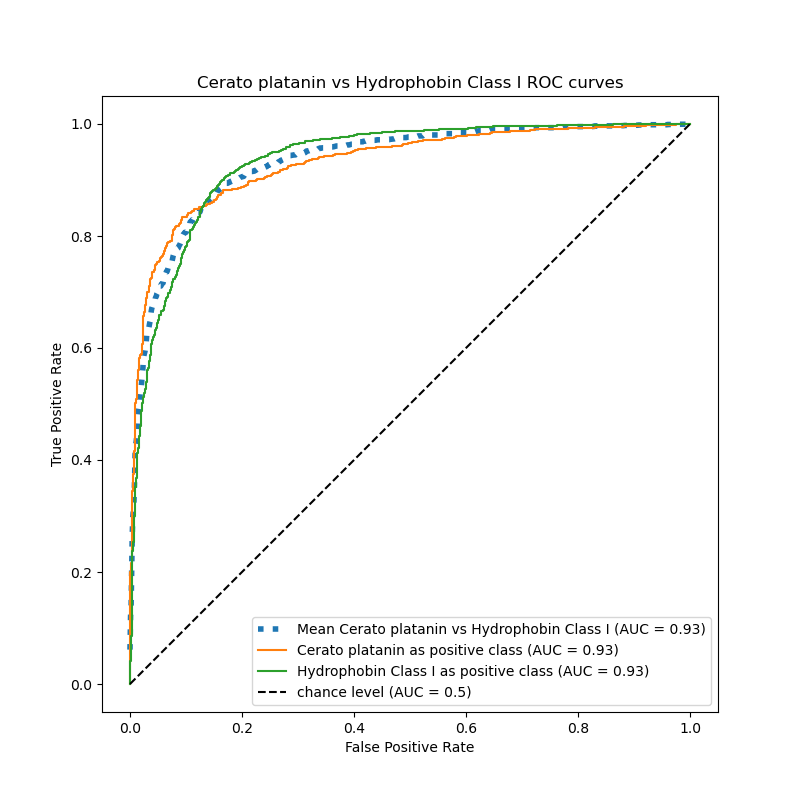 Cerato platanin vs Hydrophobin Class I ROC curves
True Positive Rate
1.0
0.8
0.6
0.4
0.2
0.0
Mean Cerato platanin vs Hydrophobin Class I (AUC = 0.93)
Cerato platanin as positive class (AUC = 0.93)
Hydrophobin Class I as positive class (AUC = 0.93)
chance level (AUC = 0.5)
0.0 0.2 0.4 0.6 0.8 1.0
False Positive Rate